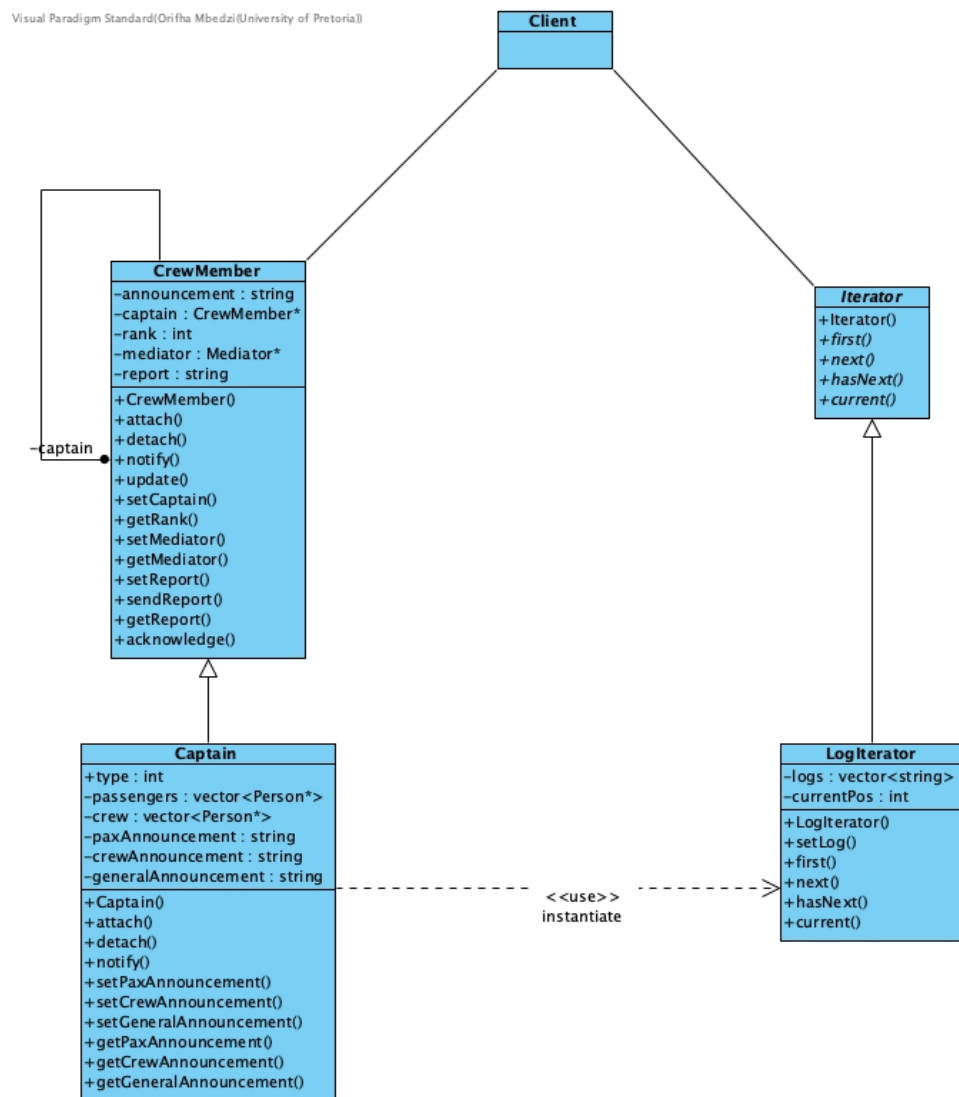 Visual Paradigm Standard(Orifha Mbedzi(University of Pretoria))
Client
CrewMember
-announcement : string
-captain : CrewMember*
-rank : int
-mediator : Mediator*
-report : string
+CrewMember()
+attach()
+detach()
+notify()
+update()
+setCaptain()
+getRank()
+setMediator()
+getMediator()
+setReport()
+sendReport()
+getReport()
+acknowledge()
-captain
Iterator
+Iterator()
+first()
+next()
+hasNext()
+current()
Captain
+type : int
-passengers : vector<Person*>
-crew : vector<Person*>
-paxAnnouncement : string
-crewAnnouncement : string
-generalAnnouncement : string
+Captain()
+attach()
+detach()
+notify()
+setPaxAnnouncement()
+setCrewAnnouncement()
+setGeneralAnnouncement()
+getPaxAnnouncement()
+getCrewAnnouncement()
+getGeneralAnnouncement()
<<use>>
instantiate
LogIterator
-logs : vector<string>
-currentPos : int
+LogIterator()
+setLog()
+first()
+next()
+hasNext()
+current()